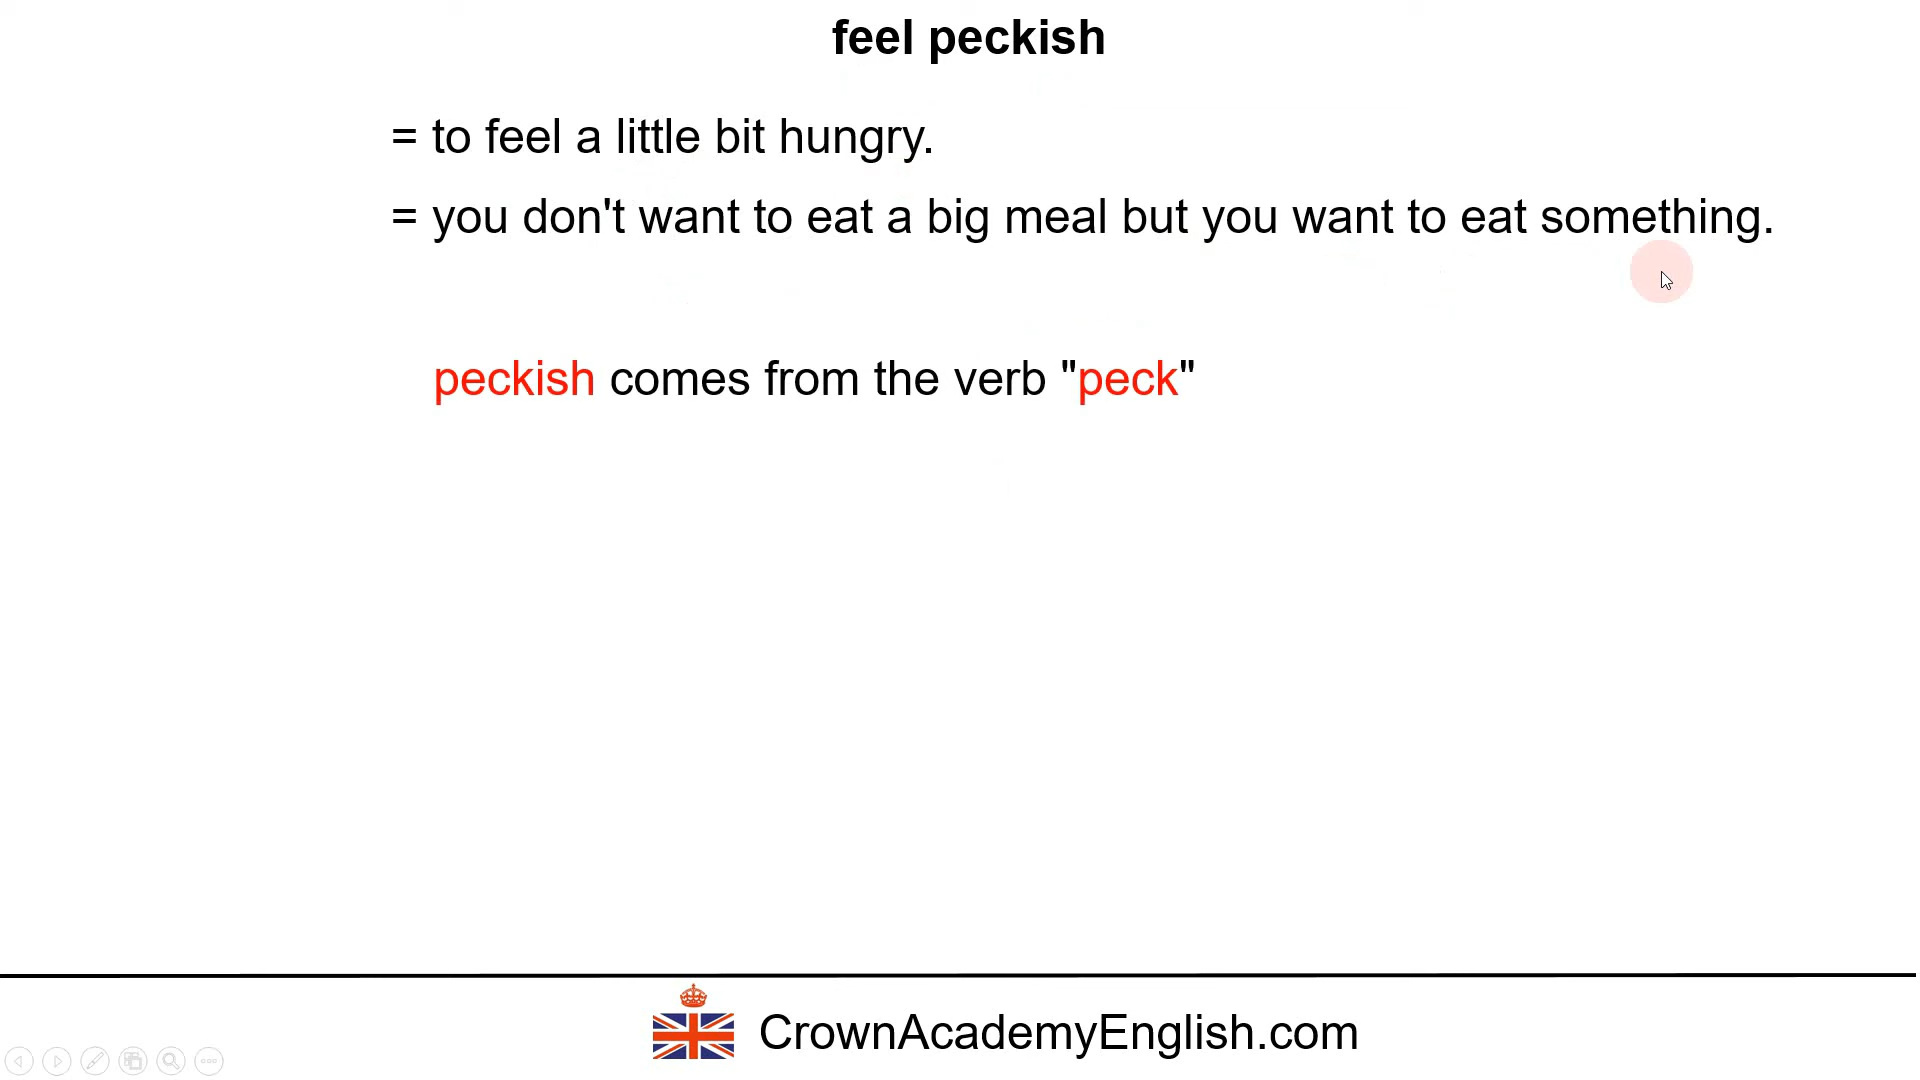 feel peckish
= to feel a little bit hungry.
= you don't want to eat a big meal but you want to eat something.
peckish comes from the verb "peck"
CrownAcademyEnglish.com